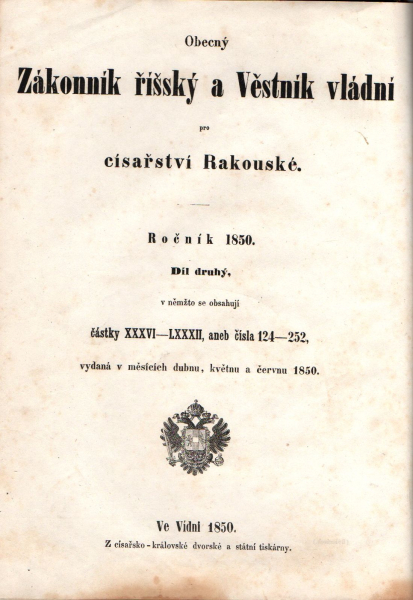 Obecný
Zákonník říšský a Věstník vládní
pro
císařství Rakouské.
Ročník 1850.
Díl druhý,
v němžto se obsahují
částky XXXVI—LXXXII, aneb čísla 124—252,
vydaná v měsících dubnu, květnu a červnu 1850.
Ve Vídni 1850.
Z císařsko-královské dvorské a státní tiskárny.